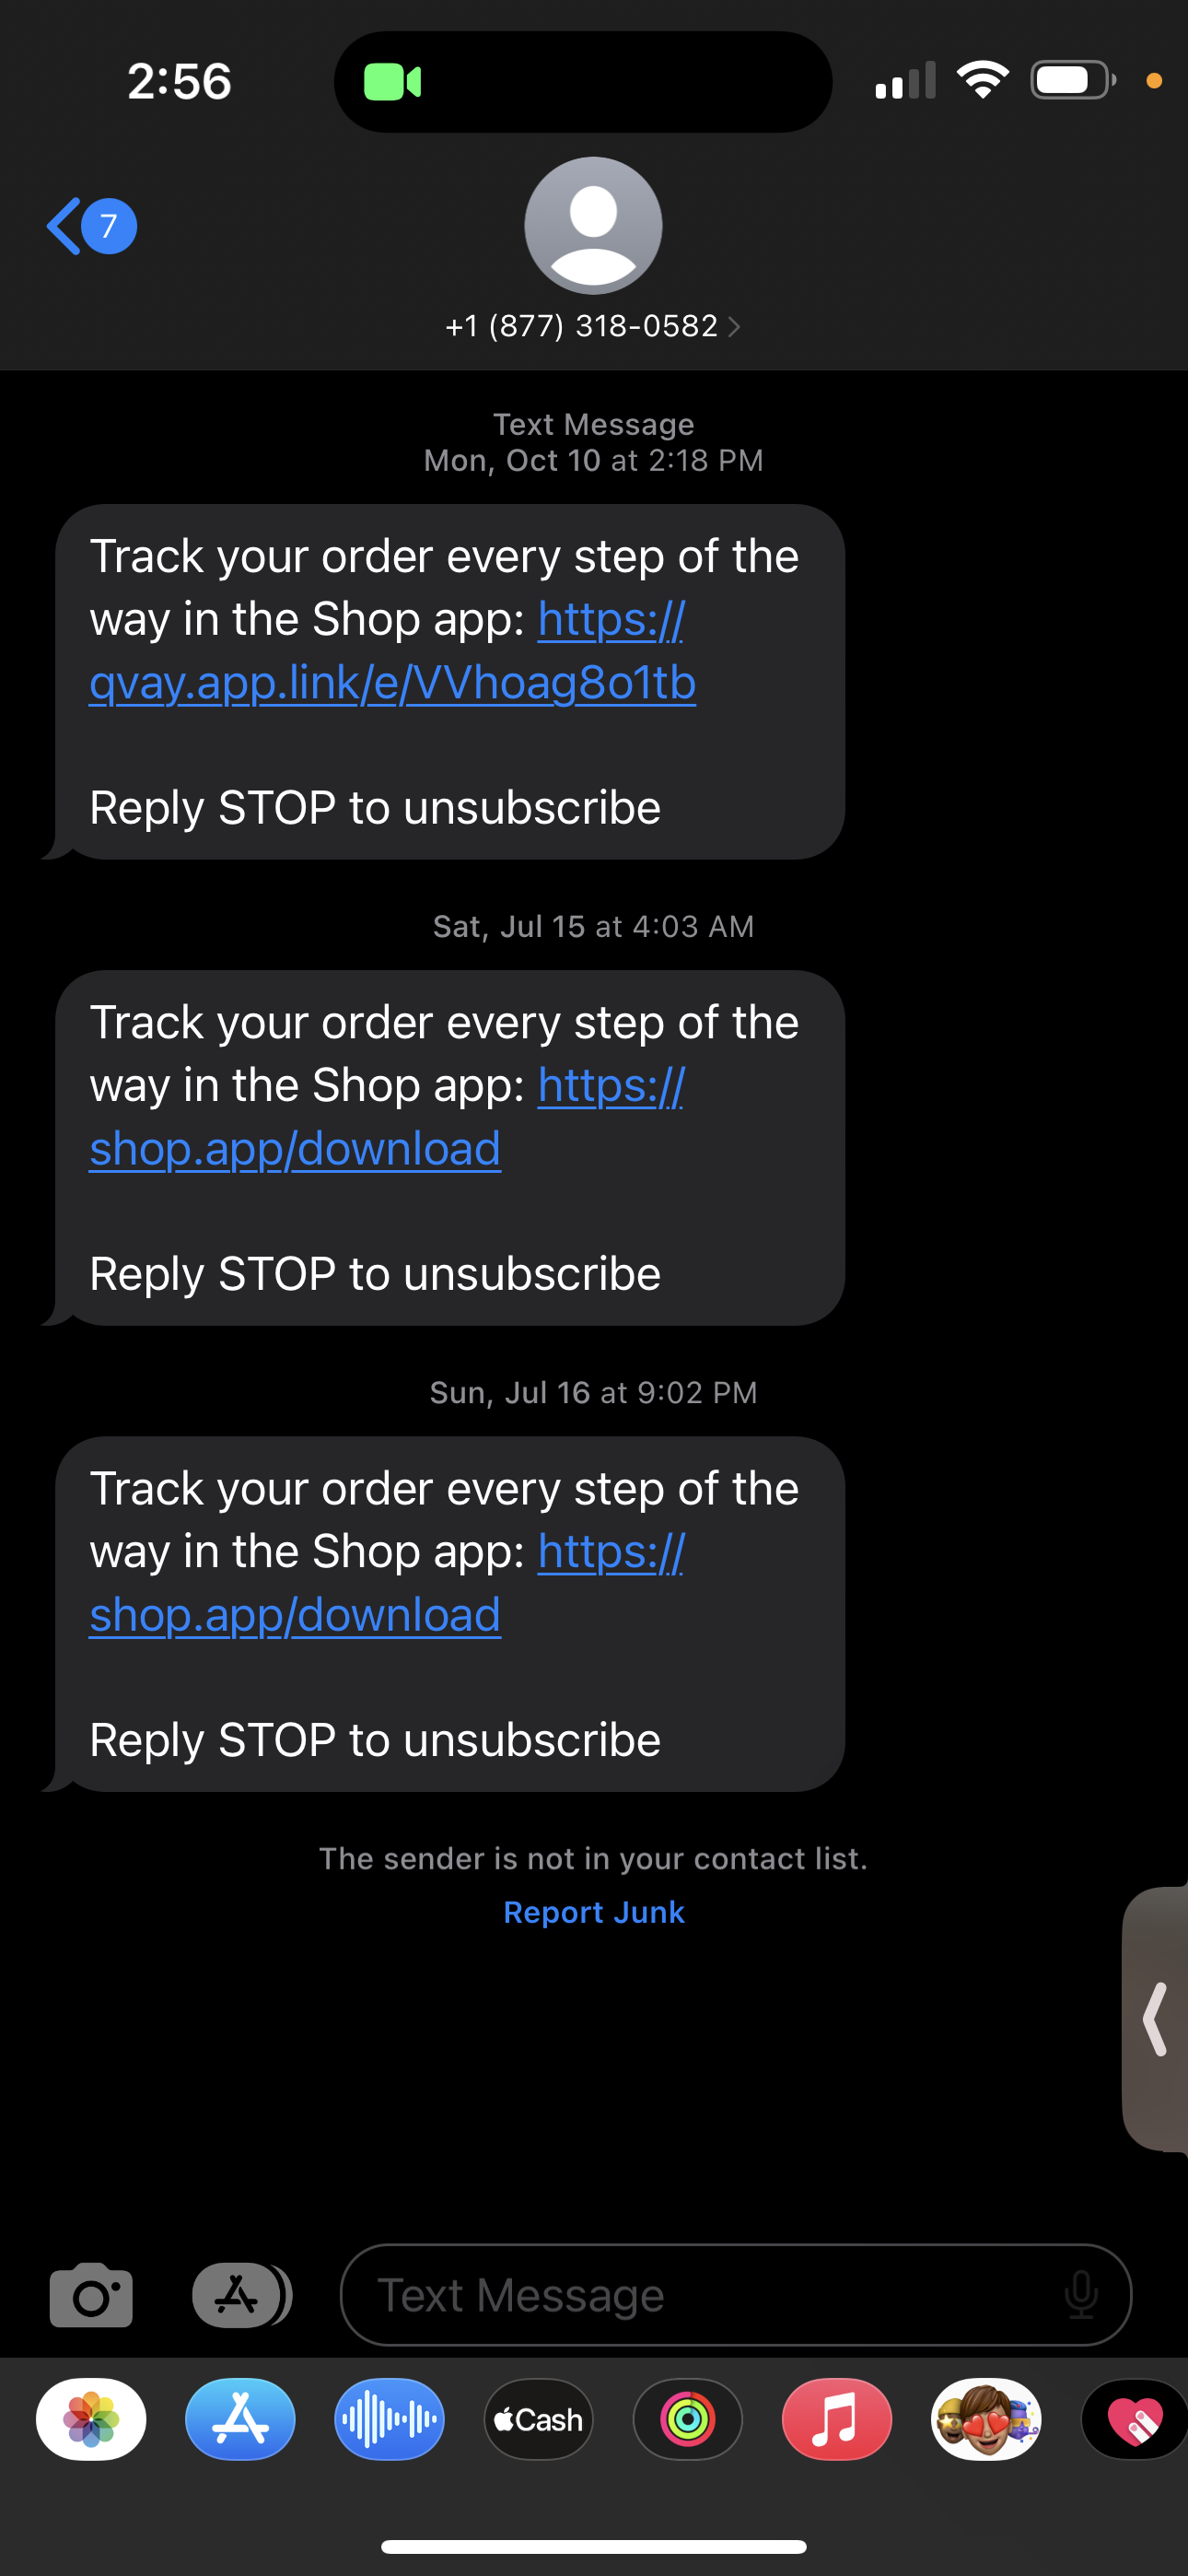 2:56
7
+1 (877) 318-0582
Text Message
Mon, Oct 10 at 2:18 PM
Track your order every step of the
way in the Shop app: https://
qvay.app.link/e/VVhoag8o1tb
Reply STOP to unsubscribe
Sat, Jul 15 at 4:03 AM
Track your order every step of the
way in the Shop app: https://
shop.app/download
Reply STOP to unsubscribe
Sun, Jul 16 at 9:02 PM
Track your order every step of the
way in the Shop app: https://
shop.app/download
Reply STOP to unsubscribe
The sender is not in your contact list.
Report Junk
Text Message
Cash